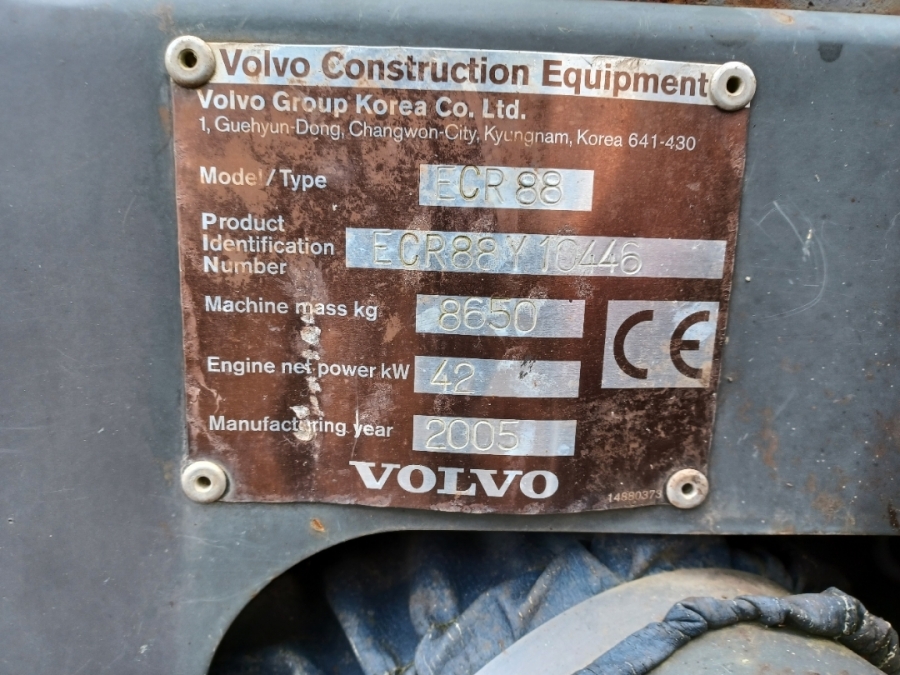 Volvo Construction Equipment
Volvo Group Korea Co. Ltd.
1, Guehyun-Dong, Changwon-City, Kyungnam, Korea 641-430
Model/Type ECR 88
Product
Identification ECR88Y10446
Number
Machine mass kg 8650
Engine net power kW 42
Manufacturing year 2005
CE
VOLVO